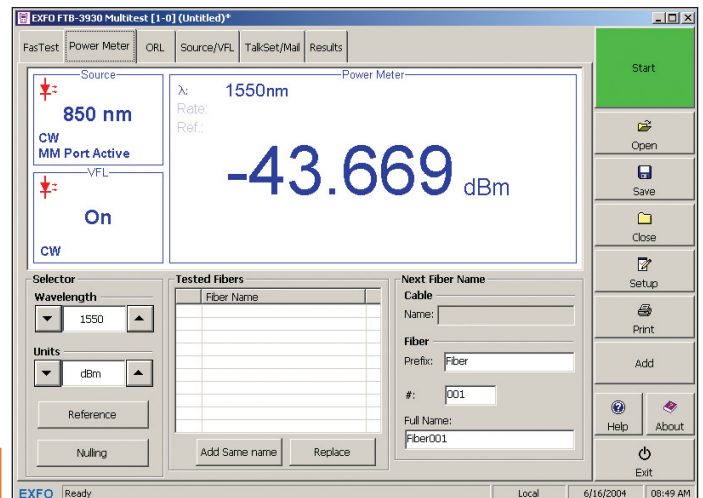 EXFO FTB-3930 Multitest [1-0] (Untitled)*
FasTest Power Meter ORL Source/VFL TalkSet/Mail Results
Source
850 nm
CW
MM Port Active
VFL
On
CW
Power Meter
λ: 1550nm
Rate:
Ref.:
-43.669 dBm
Selector
Wavelength
1550
Units
dBm
Reference
Nulling
Tested Fibers
Fiber Name
Add Same name Replace
Next Fiber Name
Cable
Name:
Fiber
Prefix: Fiber
#: 001
Full Name:
Fiber001
Start
Open
Save
Close
Setup
Print
Add
Help About
Exit
EXFO Ready Local 6/16/2004 08:49 AM